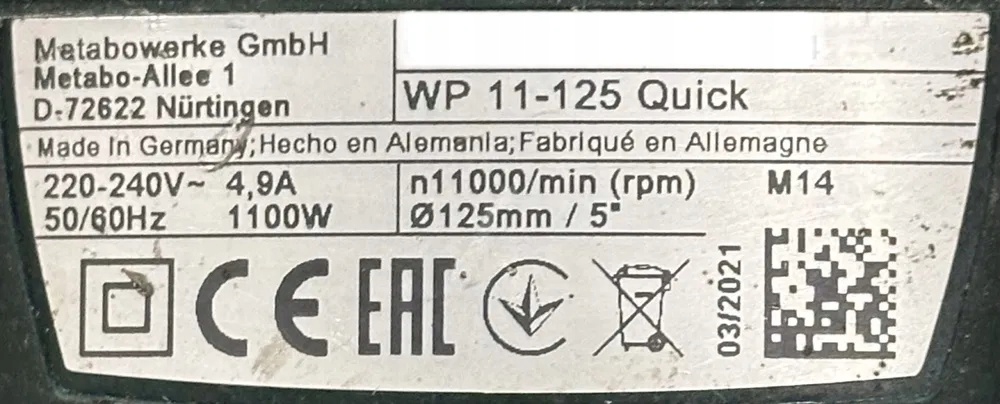 Metabowerke GmbH
Metabo-Allee 1
D-72622 Nürtingen
WP 11-125 Quick
Made in Germany;Hecho en Alemania;Fabriqué en Allemagne
220-240V~ 4,9A
50/60Hz 1100W
n11000/min (rpm) M14
Ø125mm / 5"
CE EAC
03/2021